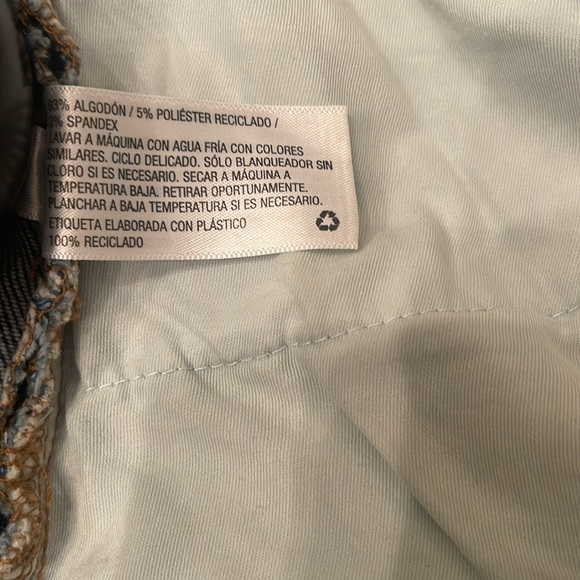 93% ALGODÓN / 5% POLIÉSTER RECICLADO /
2% SPANDEX
LAVAR A MÁQUINA CON AGUA FRÍA CON COLORES
SIMILARES. CICLO DELICADO. SÓLO BLANQUEADOR SIN
CLORO SI ES NECESARIO. SECAR A MÁQUINA A
TEMPERATURA BAJA. RETIRAR OPORTUNAMENTE.
PLANCHAR A BAJA TEMPERATURA SI ES NECESARIO.
ETIQUETA ELABORADA CON PLÁSTICO
100% RECICLADO